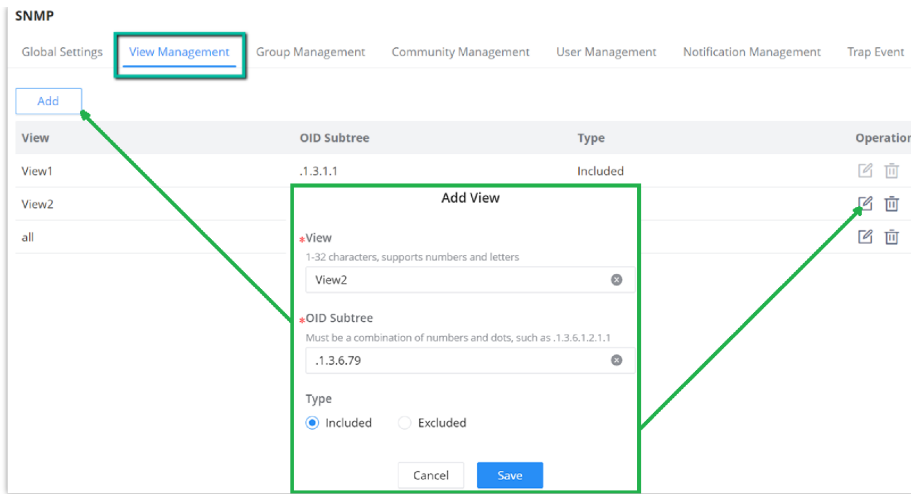 SNMP
Global Settings View Management Group Management Community Management User Management Notification Management Trap Event
Add
View OID Subtree Type Operation
View1 .1.3.1.1 Included
View2
all
Add View
*View
1-32 characters, supports numbers and letters
View2
*OID Subtree
Must be a combination of numbers and dots, such as .1.3.6.1.2.1.1
.1.3.6.79
Type
Included Excluded
Cancel Save